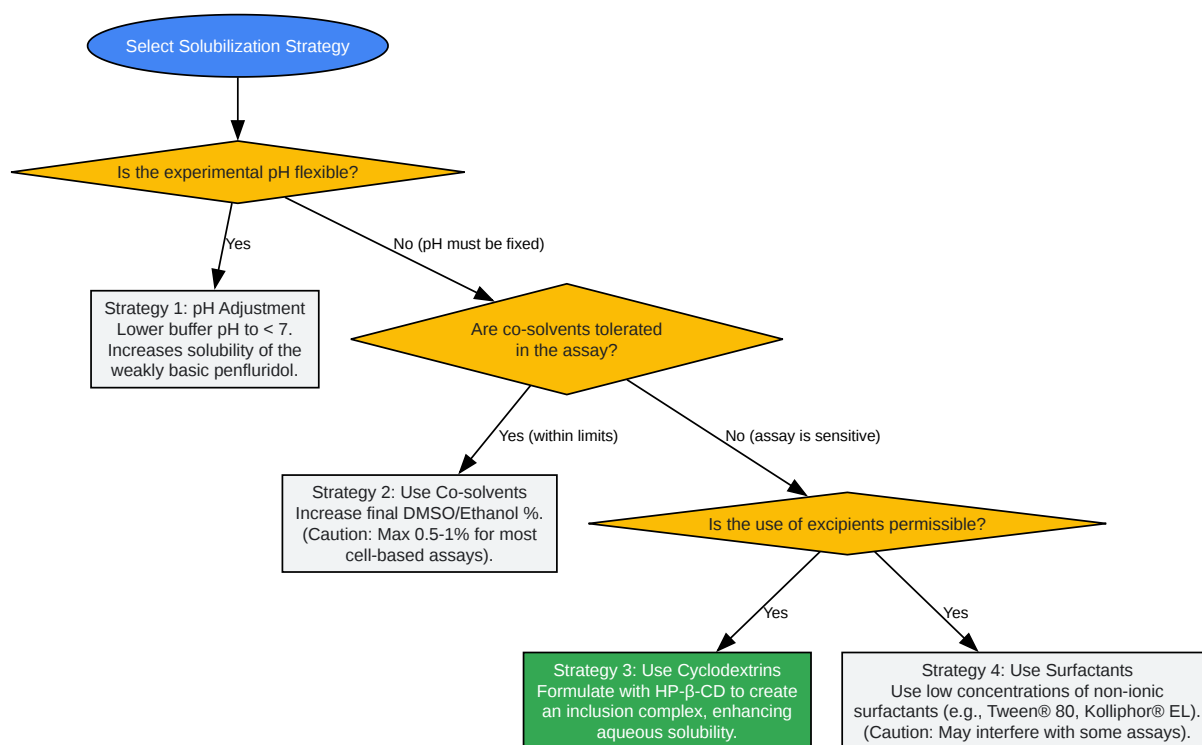 Select Solubilization Strategy
Is the experimental pH flexible?
Yes
No (pH must be fixed)
Strategy 1: pH Adjustment
Lower buffer pH to < 7.
Increases solubility of the
weakly basic penfluridol.
Are co-solvents tolerated
in the assay?
Yes (within limits)
No (assay is sensitive)
Strategy 2: Use Co-solvents
Increase final DMSO/Ethanol %.
(Caution: Max 0.5-1% for most
cell-based assays).
Is the use of excipients permissible?
Yes
Yes
Strategy 3: Use Cyclodextrins
Formulate with HP-β-CD to create
an inclusion complex, enhancing
aqueous solubility.
Strategy 4: Use Surfactants
Use low concentrations of non-ionic
surfactants (e.g., Tween® 80, Kolliphor® EL).
(Caution: May interfere with some assays).